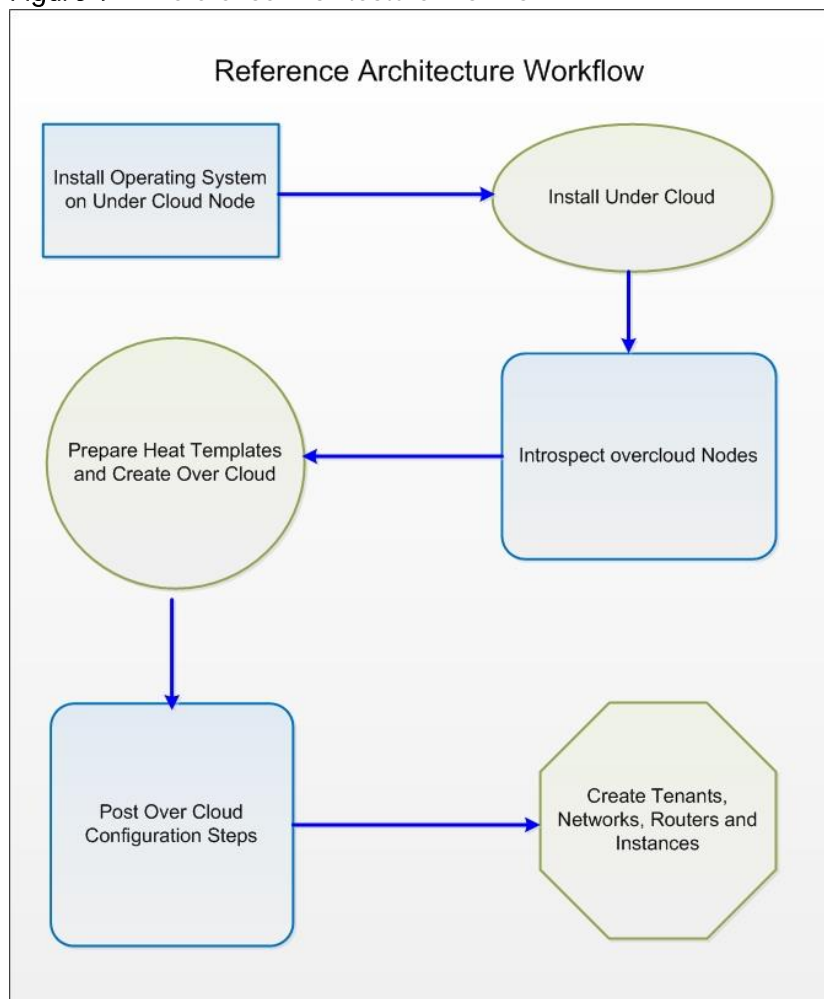 Reference Architecture Workflow
Install Operating System
on Under Cloud Node
Install Under Cloud
Prepare Heat Templates
and Create Over Cloud
Introspect overcloud Nodes
Post Over Cloud
Configuration Steps
Create Tenants,
Networks, Routers and
Instances